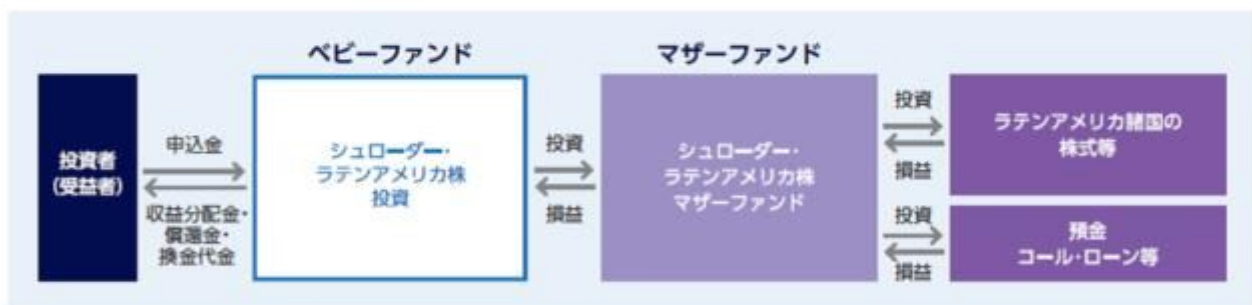 ベビーファンド
マザーファンド
投資者
(受益者)
申込金
収益分配金・
償還金・
換金代金
シュローダー・
ラテンアメリカ株
投資
投資
損益
シュローダー・
ラテンアメリカ株
マザーファンド
投資
損益
ラテンアメリカ諸国の
株式等
投資
損益
預金
コール・ローン等